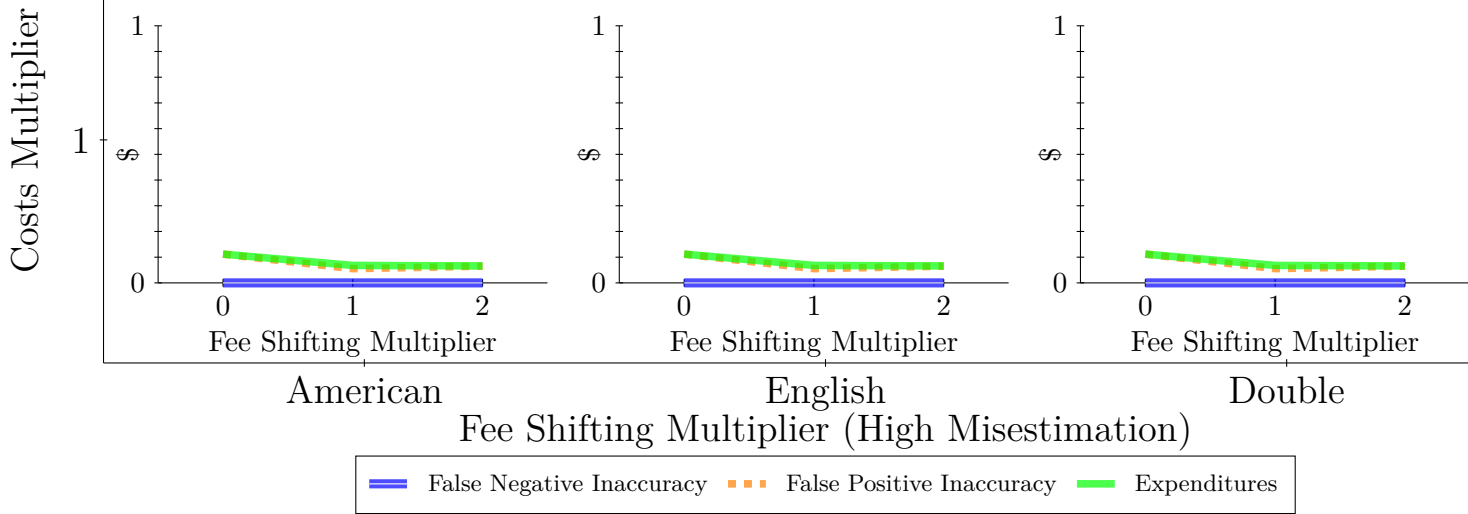 Costs Multiplier
1
1
$
0
0 1 2
Fee Shifting Multiplier
1
$
0
0 1 2
Fee Shifting Multiplier
1
$
0
0 1 2
Fee Shifting Multiplier
American English Double
Fee Shifting Multiplier (High Misestimation)
False Negative Inaccuracy False Positive Inaccuracy Expenditures